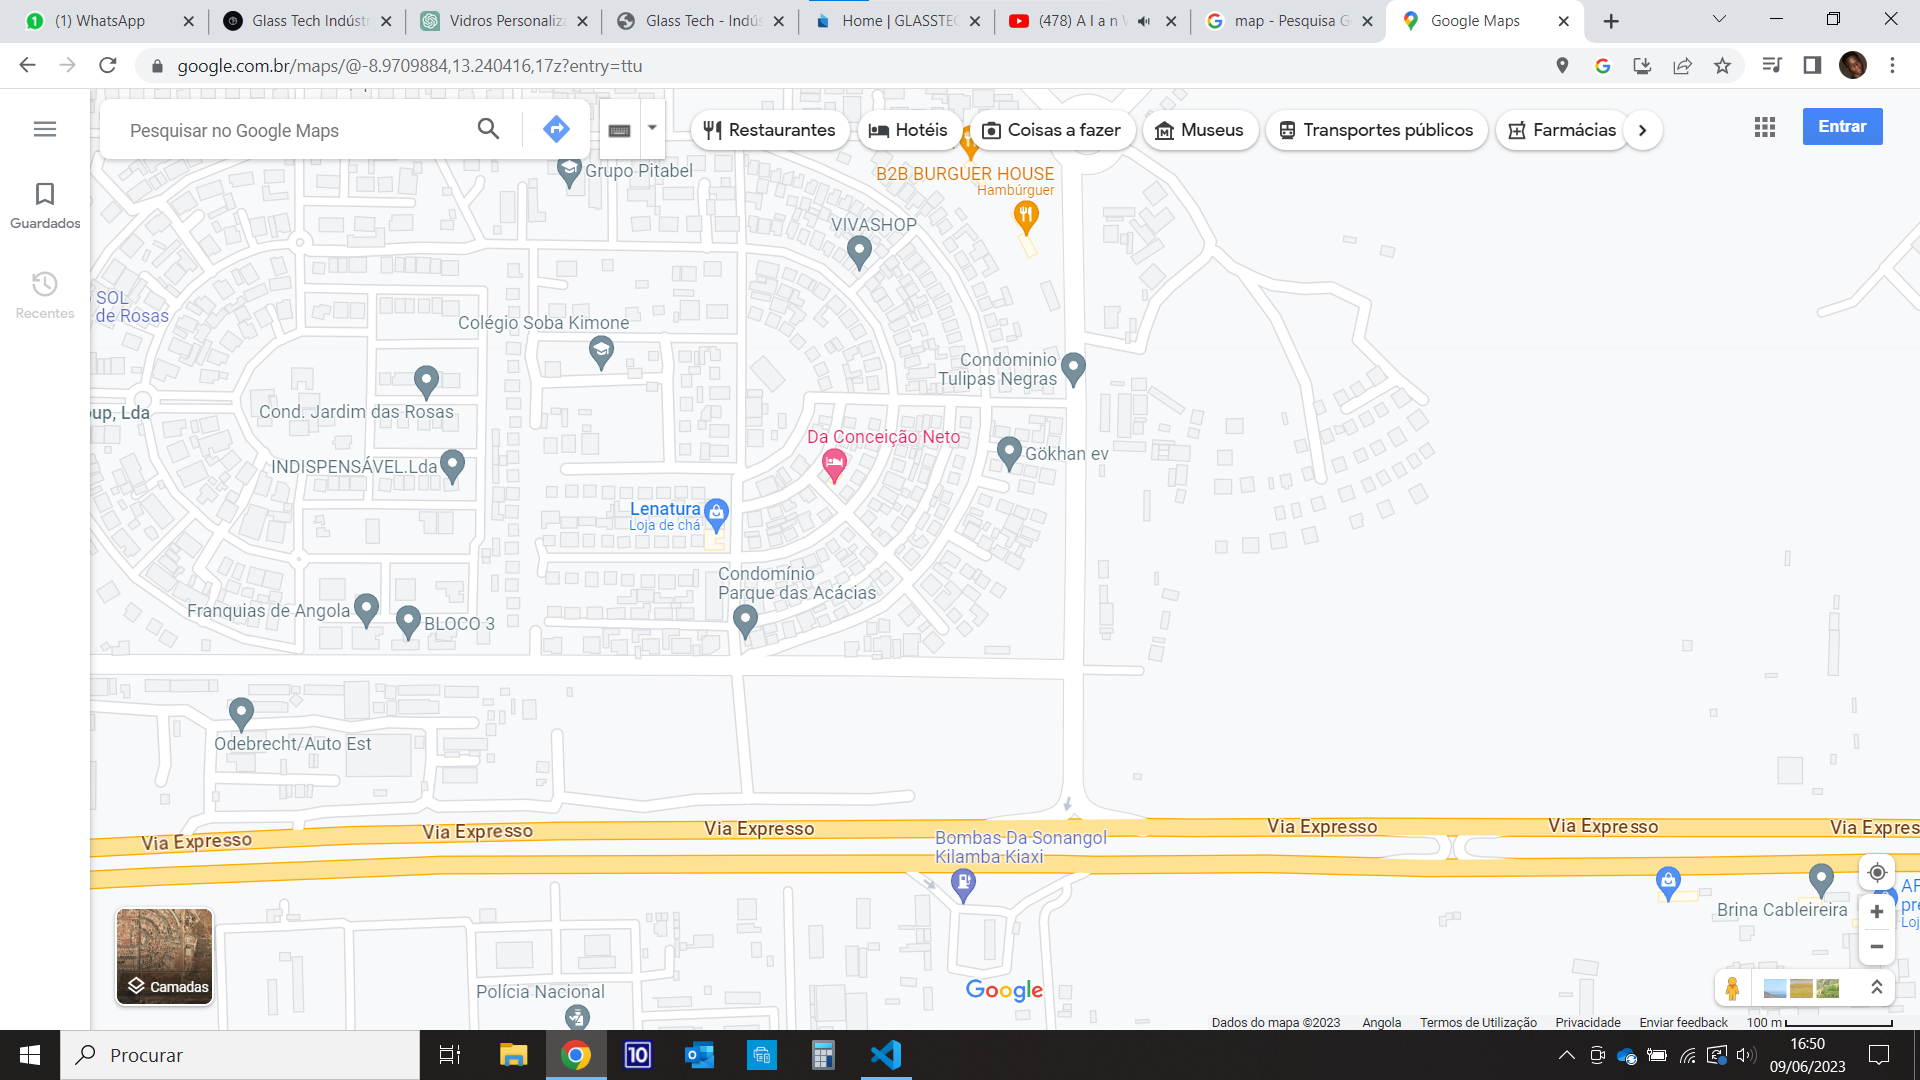 (1) WhatsApp
Glass Tech Indústr
Vidros Personaliza
Glass Tech - Indús
Home | GLASSTEC
(478) A l a n
map - Pesquisa G
Google Maps
google.com.br/maps/@-8.9709884,13.240416,17z?entry=ttu
Pesquisar no Google Maps
Restaurantes
Hotéis
Coisas a fazer
Museus
Transportes públicos
Farmácias
Entrar
Guardados
Recentes
Grupo Pitabel
B2B BURGUER HOUSE
Hambúrguer
VIVASHOP
SOL
de Rosas
Colégio Soba Kimone
Condominio
Tulipas Negras
oup, Lda
Cond. Jardim das Rosas
Da Conceição Neto
Gökhan ev
INDISPENSÁVEL.Lda
Lenatura
Loja de chá
Condomínio
Parque das Acácias
Franquias de Angola
BLOCO 3
Odebrecht/Auto Est
Via Expresso
Via Expresso
Via Expresso
Via Expresso
Via Expresso
Via Expres
Bombas Da Sonangol
Kilamba Kiaxi
Brina Cableireira
AF
pre
Loj
Camadas
Polícia Nacional
Google
Dados do mapa ©2023
Angola
Termos de Utilização
Privacidade
Enviar feedback
100 m
Procurar
10
16:50
09/06/2023